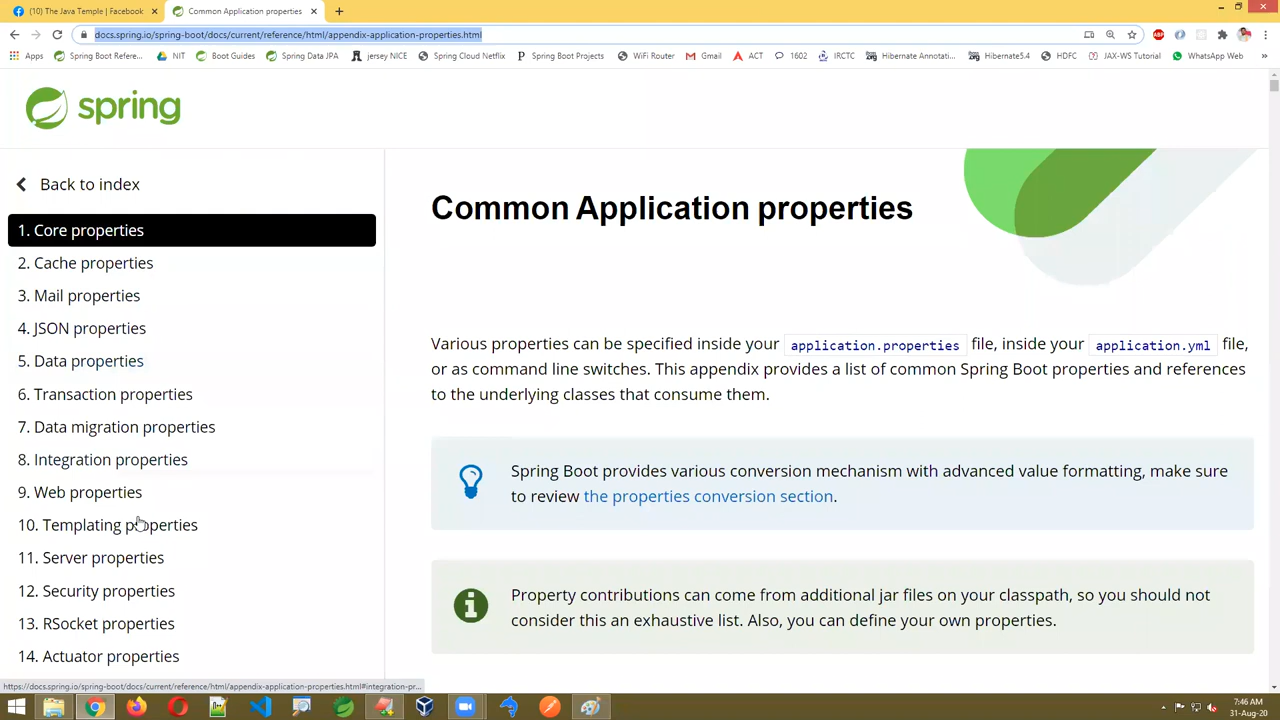 (10) The Java Temple | Facebook
Common Application properties
docs.spring.io/spring-boot/docs/current/reference/html/appendix-application-properties.html
Apps
Spring Boot Refere...
NIT
Boot Guides
Spring Data JPA
jersey NICE
Spring Cloud Netflix
Spring Boot Projects
WiFi Router
Gmail
ACT
1602
IRCTC
Hibernate Annotati...
Hibernate5.4
HDFC
JAX-WS Tutorial
WhatsApp Web
»
spring
Back to index
1. Core properties
2. Cache properties
3. Mail properties
4. JSON properties
5. Data properties
6. Transaction properties
7. Data migration properties
8. Integration properties
9. Web properties
10. Templating properties
11. Server properties
12. Security properties
13. RSocket properties
14. Actuator properties
Common Application properties
Various properties can be specified inside your application.properties file, inside your application.yml file,
or as command line switches. This appendix provides a list of common Spring Boot properties and references
to the underlying classes that consume them.
Spring Boot provides various conversion mechanism with advanced value formatting, make sure
to review the properties conversion section.
Property contributions can come from additional jar files on your classpath, so you should not
consider this an exhaustive list. Also, you can define your own properties.
https://docs.spring.io/spring-boot/docs/current/reference/html/appendix-application-properties.html#integration-pr...
7:46 AM
31-Aug-20